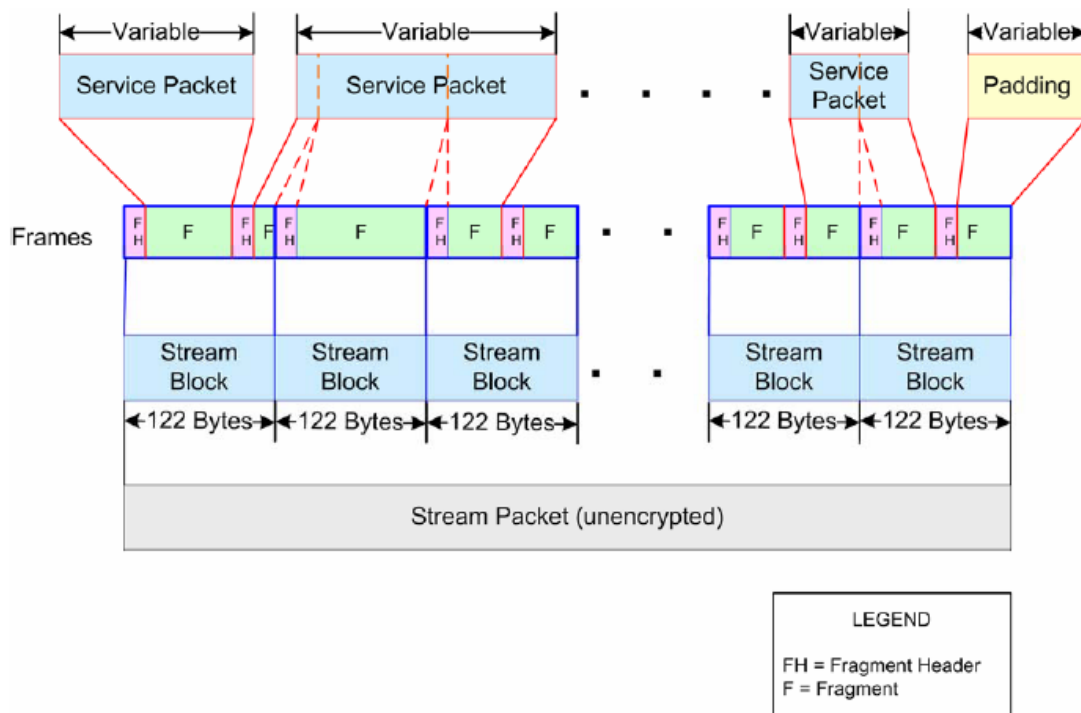 Variable
Variable
Variable
Variable
Service Packet
Service Packet
Service
Packet
Padding
Frames
F
H
F
F
H
F
F
H
F
F
H
F
F
H
F
F
H
F
F
H
F
F
H
F
F
H
F
Stream
Block
Stream
Block
Stream
Block
Stream
Block
Stream
Block
122 Bytes
122 Bytes
122 Bytes
122 Bytes
122 Bytes
Stream Packet (unencrypted)
LEGEND
FH = Fragment Header
F = Fragment